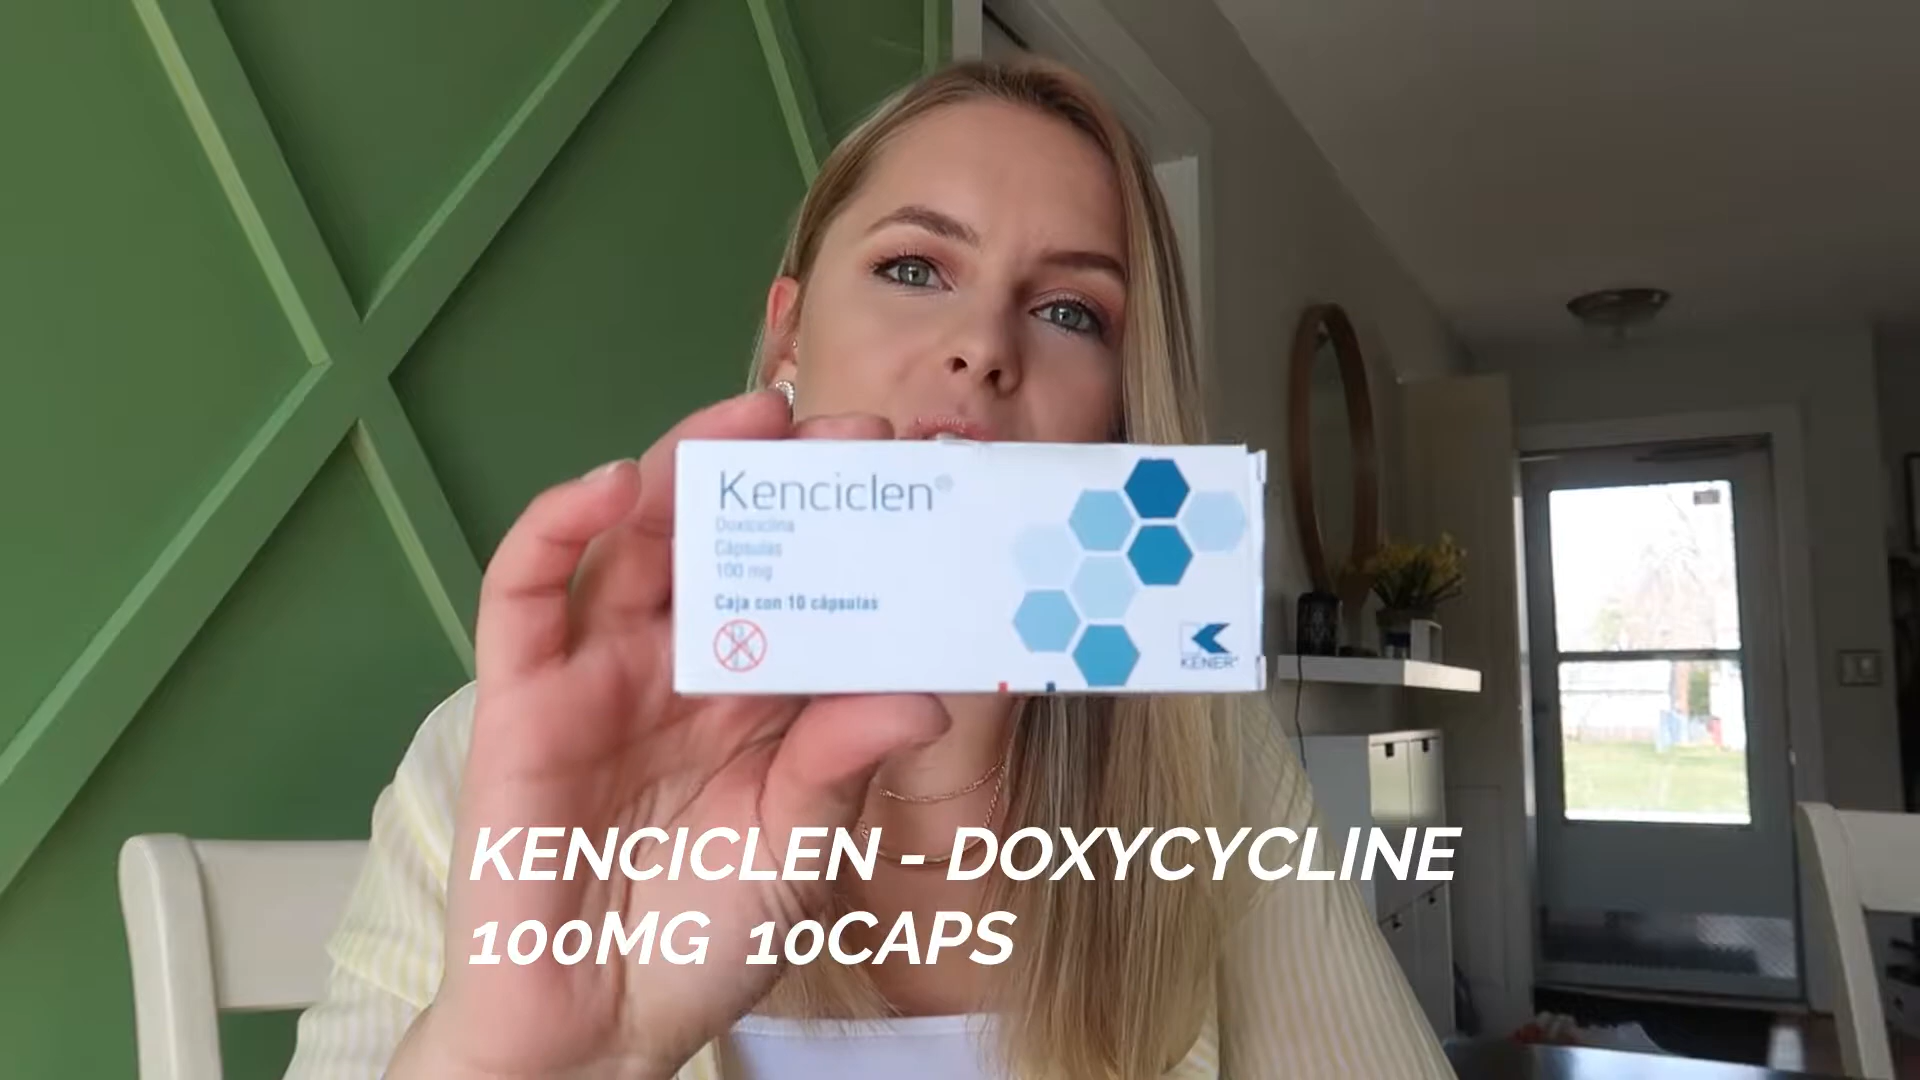 Kenciclen®
Doxiciclina
Cápsulas
100 mg
Caja con 10 cápsulas
KENER®
KENCICLEN - DOXYCYCLINE
100MG 10CAPS